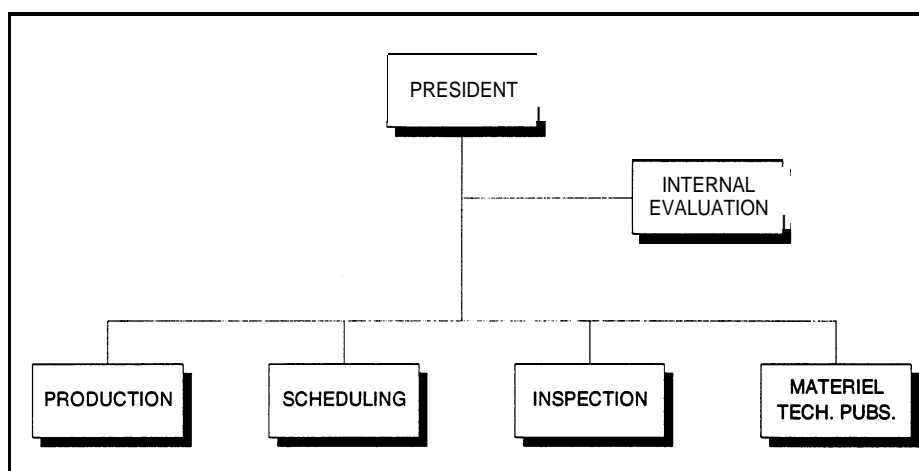 PRESIDENT
INTERNAL
EVALUATION
PRODUCTION
SCHEDULING
INSPECTION
MATERIEL
TECH. PUBS.